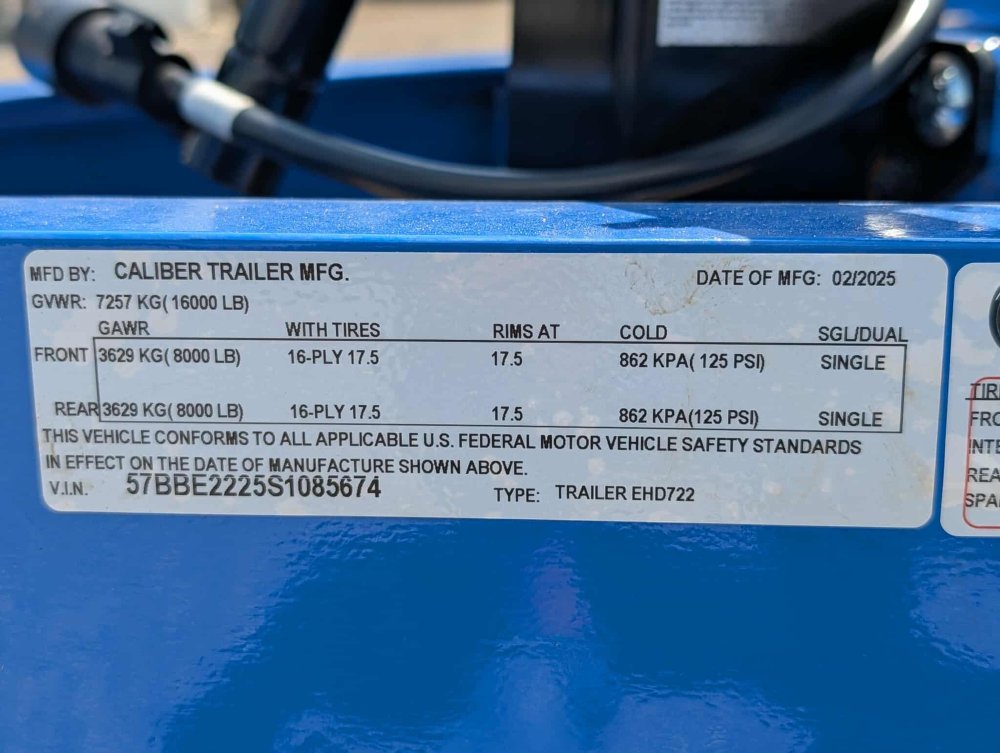 MFD BY: CALIBER TRAILER MFG. DATE OF MFG: 02/2025
GVWR: 7257 KG( 16000 LB)
GAWR WITH TIRES RIMS AT COLD SGL/DUAL
FRONT 3629 KG( 8000 LB) 16-PLY 17.5 17.5 862 KPA( 125 PSI) SINGLE
REAR 3629 KG( 8000 LB) 16-PLY 17.5 17.5 862 KPA(125 PSI) SINGLE
THIS VEHICLE CONFORMS TO ALL APPLICABLE U.S. FEDERAL MOTOR VEHICLE SAFETY STANDARDS
IN EFFECT ON THE DATE OF MANUFACTURE SHOWN ABOVE.
V.I.N. 57BBE2225S1085674 TYPE: TRAILER EHD722